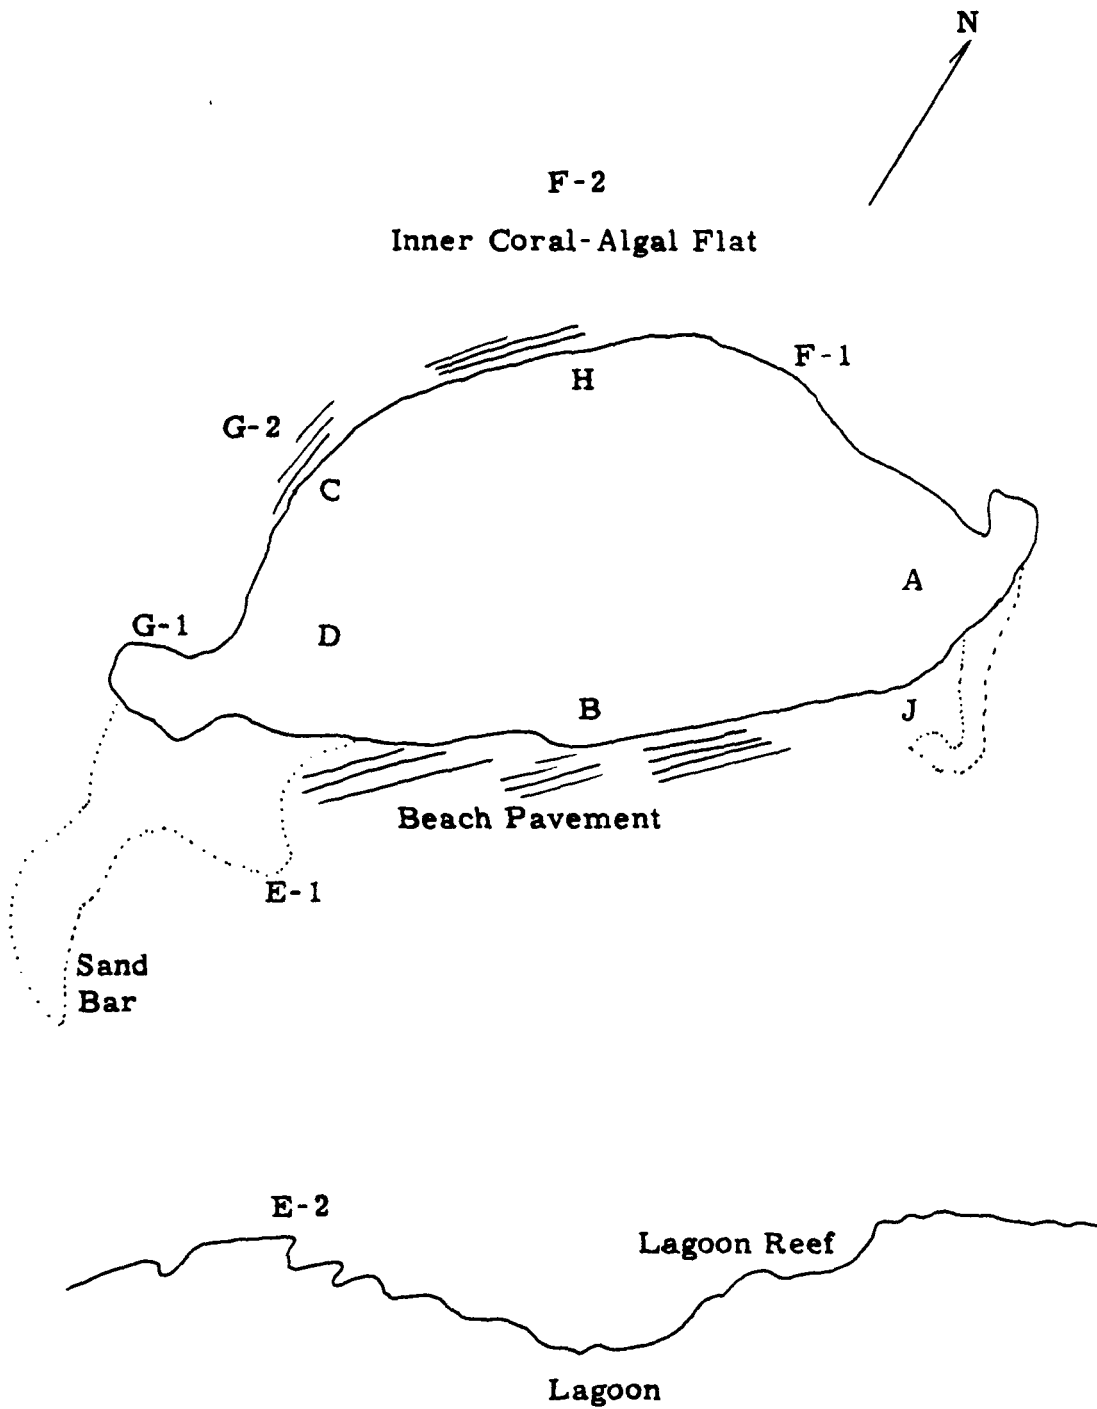 N
F-2
Inner Coral-Algal Flat
F-1
H
G-2
C
A
G-1
D
B
J
Beach Pavement
E-1
Sand
Bar
E-2
Lagoon Reef
Lagoon